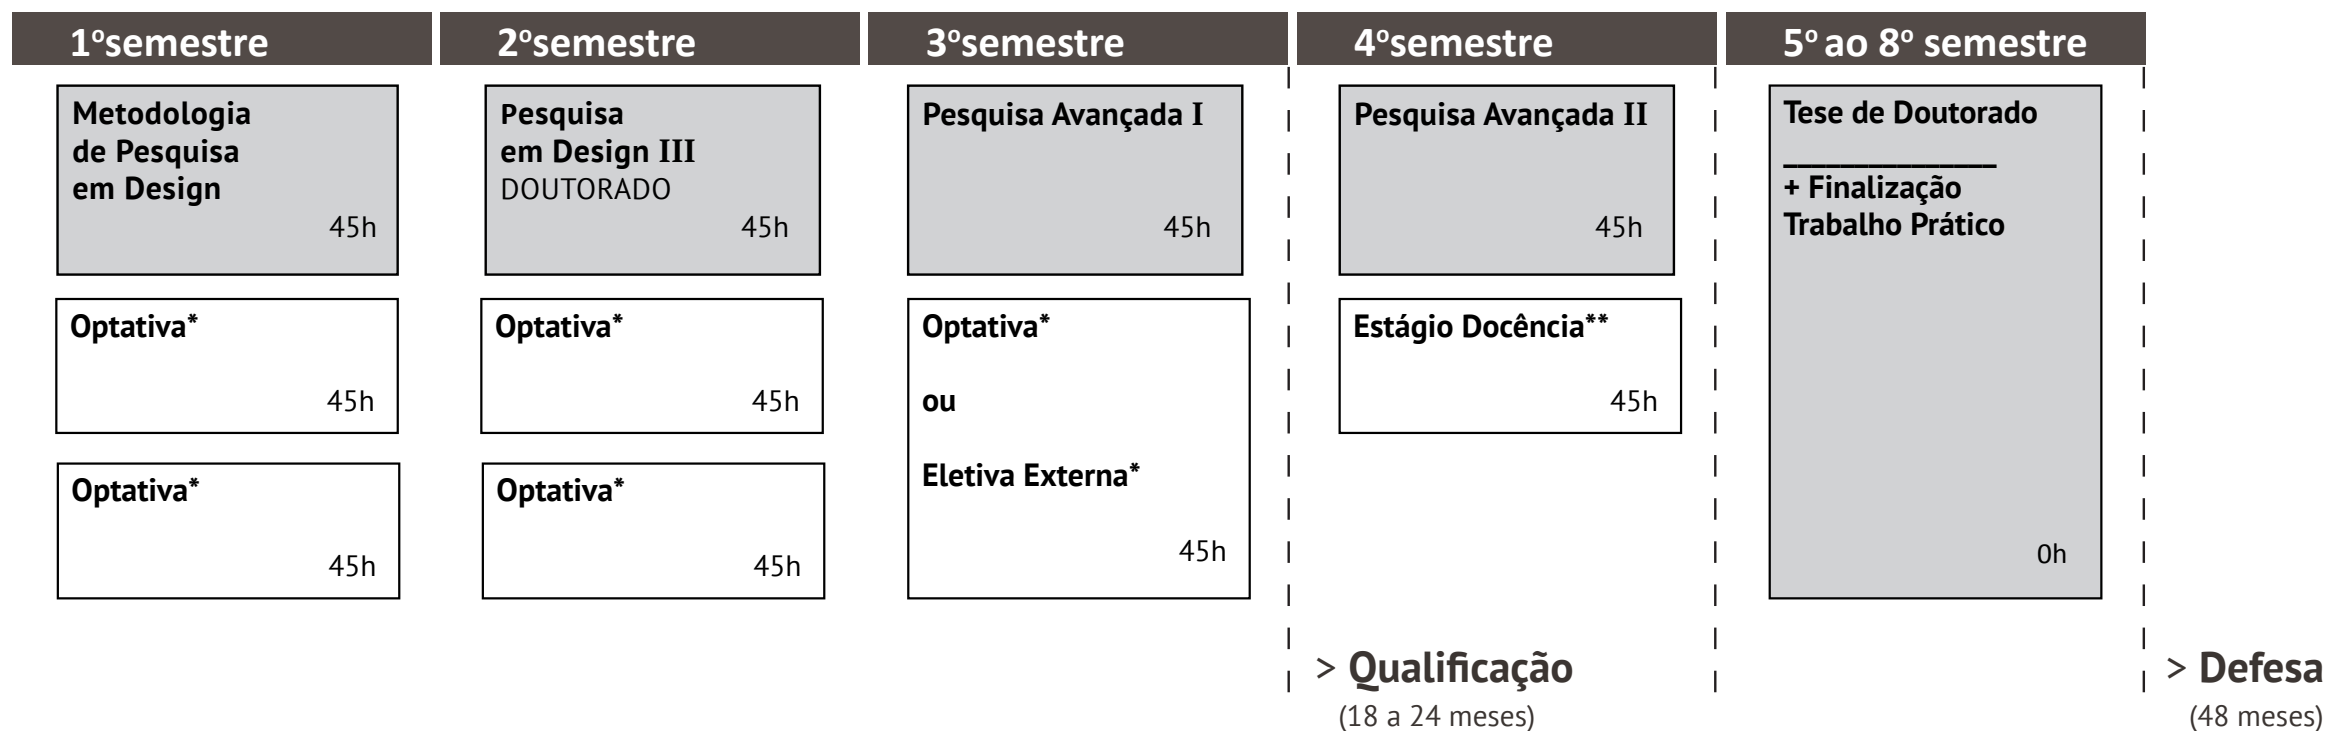 1ºsemestre
Metodologia
de Pesquisa
em Design
45h
Optativa*
45h
Optativa*
45h
2ºsemestre
Pesquisa
em Design III
DOUTORADO
45h
Optativa*
45h
Optativa*
45h
3ºsemestre
Pesquisa Avançada I
45h
Optativa*
ou
Eletiva Externa*
45h
4ºsemestre
Pesquisa Avançada II
45h
Estágio Docência**
45h
> Qualificação
(18 a 24 meses)
5º ao 8º semestre
Tese de Doutorado
_______________
+ Finalização
Trabalho Prático
0h
> Defesa
(48 meses)